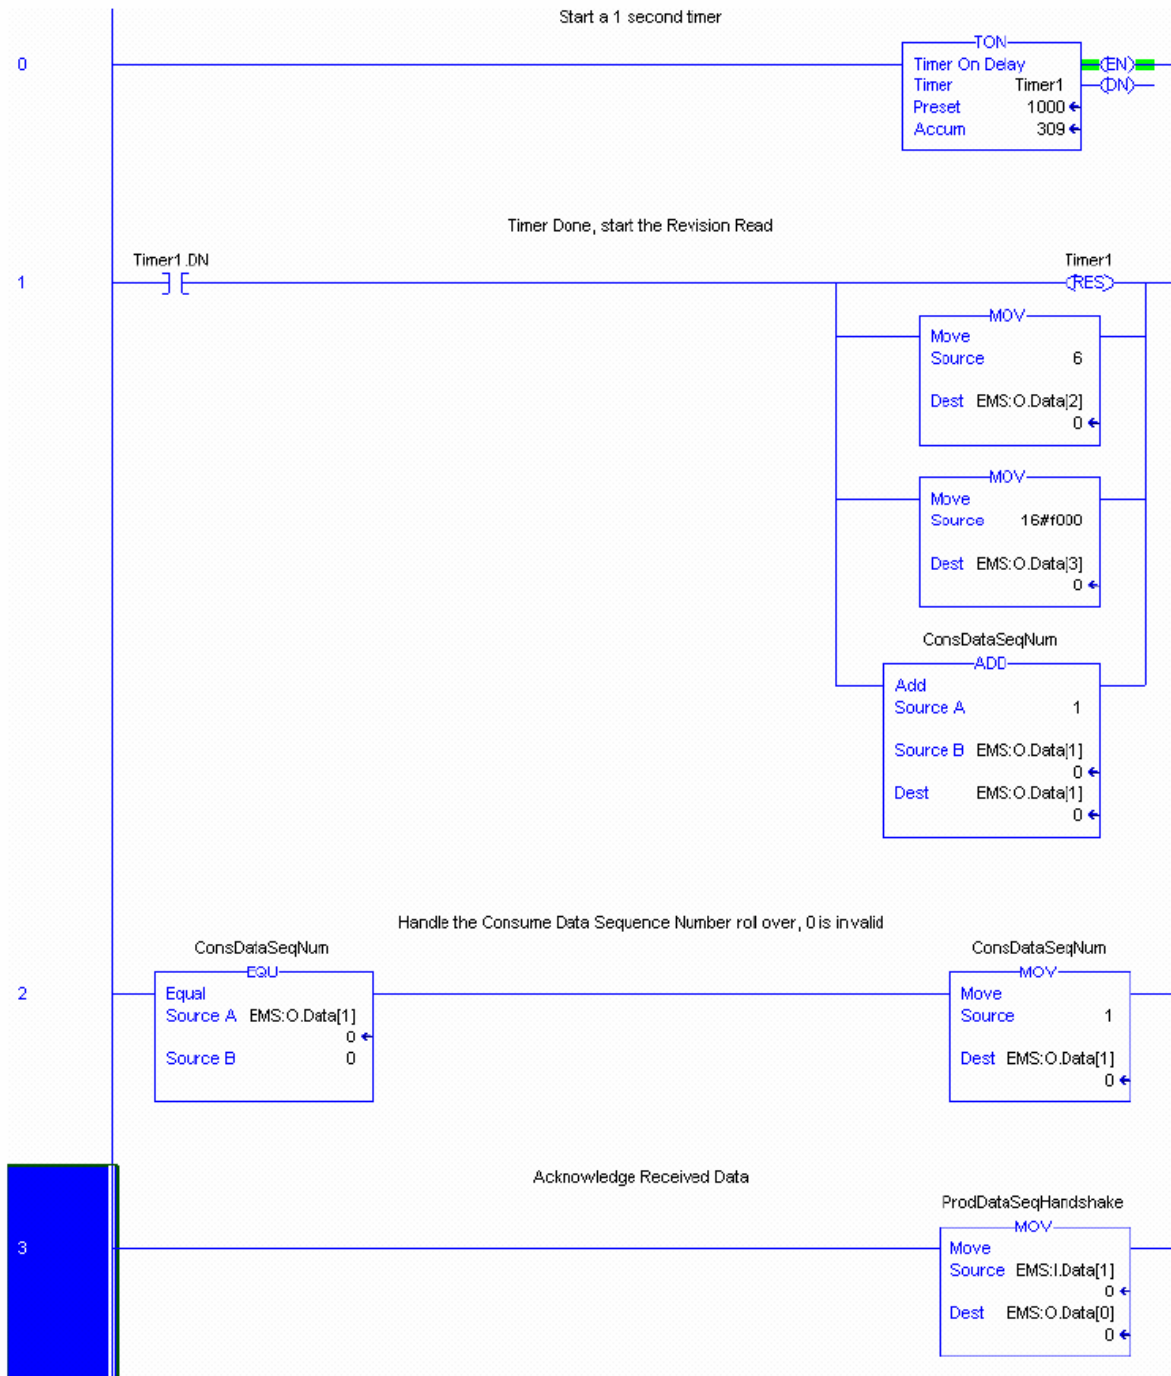 Start a 1 second timer
0
TON
Timer On Delay
Timer Timer1
Preset 1000
Accum 309
EN
DN
Timer Done, start the Revision Read
1
Timer1.DN
Timer1
RES
MOV
Move
Source 6
Dest EMS:O.Data[2]
0
MOV
Move
Source 16#f000
Dest EMS:O.Data[3]
0
ConsDataSeqNum
ADD
Add
Source A 1
Source B EMS:O.Data[1]
0
Dest EMS:O.Data[1]
0
Handle the Consume Data Sequence Number roll over, 0 is invalid
2
ConsDataSeqNum
EQU
Equal
Source A EMS:O.Data[1]
0
Source B 0
ConsDataSeqNum
MOV
Move
Source 1
Dest EMS:O.Data[1]
0
Acknowledge Received Data
3
ProdDataSeqHandshake
MOV
Move
Source EMS:I.Data[1]
0
Dest EMS:O.Data[0]
0